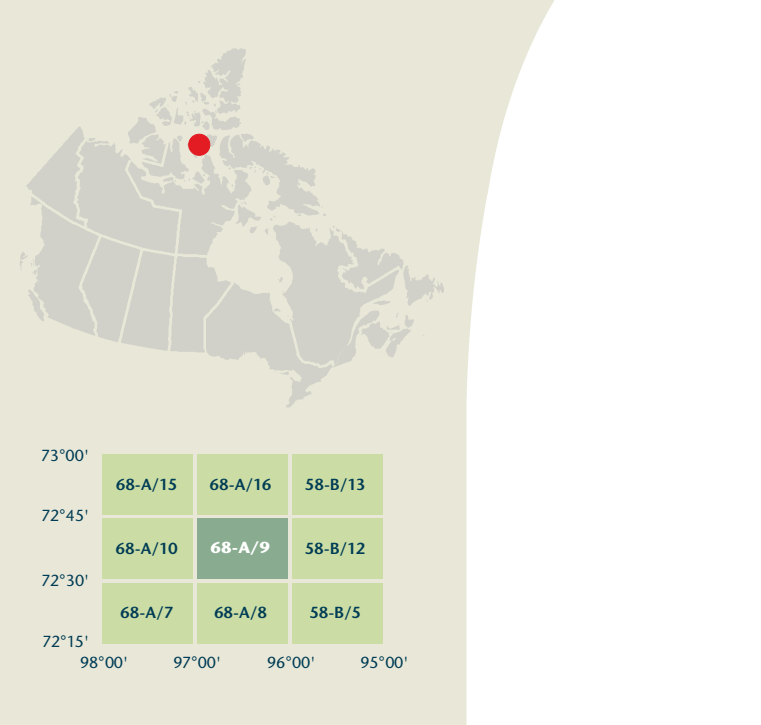 73°00'
68-A/15 68-A/16 58-B/13
72°45'
68-A/10 68-A/9 58-B/12
72°30'
68-A/7 68-A/8 58-B/5
72°15'
98°00' 97°00' 96°00' 95°00'